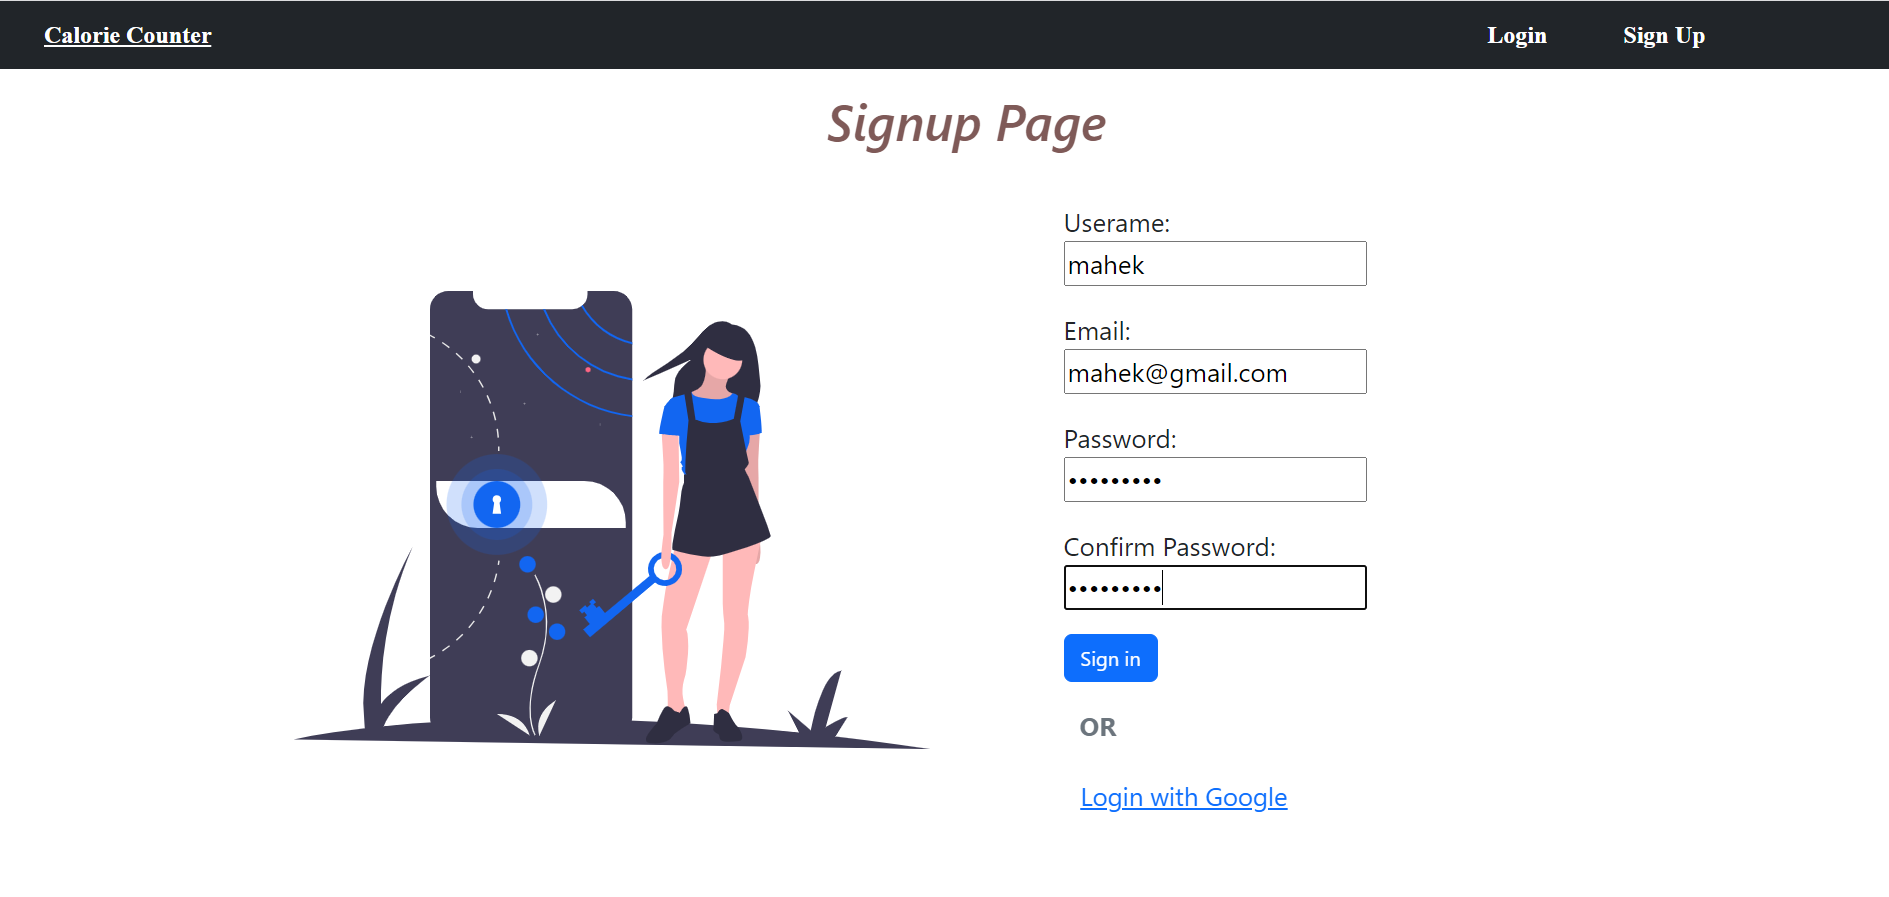 Calorie Counter Login Sign Up
Signup Page
Userame:
mahek
Email:
mahek@gmail.com
Password:
•••••••••
Confirm Password:
•••••••••
Sign in
OR
Login with Google